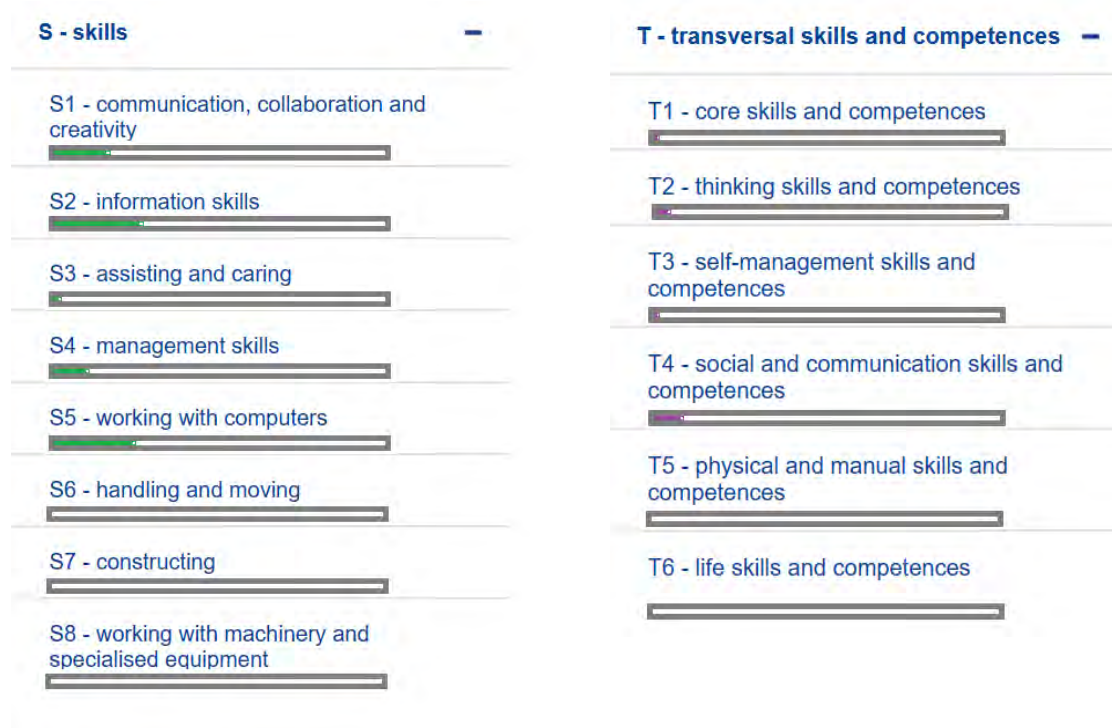 S - skills
S1 - communication, collaboration and
creativity
S2 - information skills
S3 - assisting and caring
S4 - management skills
S5 - working with computers
S6 - handling and moving
S7 - constructing
S8 - working with machinery and
specialised equipment
T - transversal skills and competences
T1 - core skills and competences
T2 - thinking skills and competences
T3 - self-management skills and
competences
T4 - social and communication skills and
competences
T5 - physical and manual skills and
competences
T6 - life skills and competences